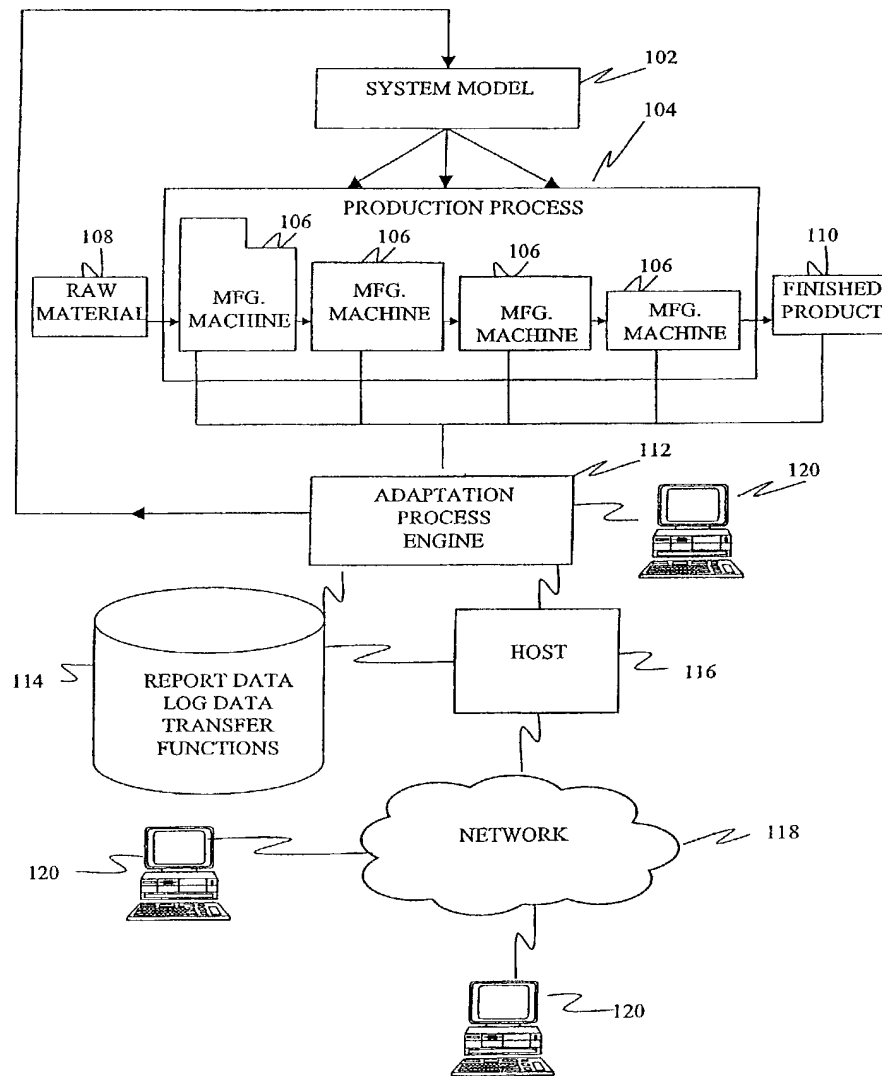 102
SYSTEM MODEL
104
PRODUCTION PROCESS
108
106
106
106
106
110
RAW
MATERIAL
MFG.
MACHINE
MFG.
MACHINE
MFG.
MACHINE
MFG.
MACHINE
FINISHED
PRODUCT
112
120
ADAPTATION
PROCESS
ENGINE
114
REPORT DATA
LOG DATA
TRANSFER
FUNCTIONS
HOST
116
NETWORK
118
120
120